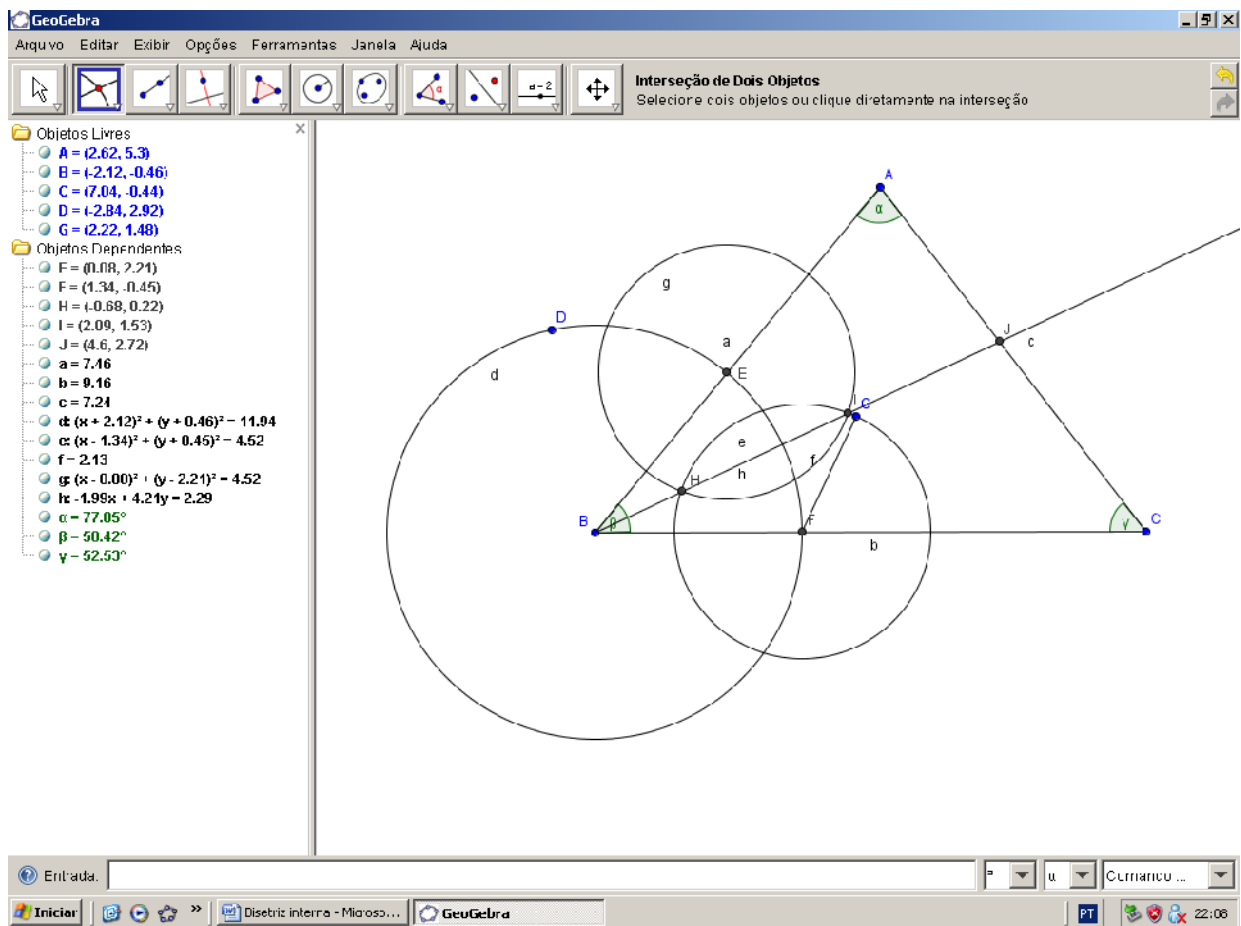 GeoGebra
Arquivo Editar Exibir Opções Ferramentas Janela Ajuda
Interseção de Dois Objetos
Selecione dois objetos ou clique diretamente na interseção
Objetos Livres
A = (2.62, 5.3)
B = (-2.12, -0.46)
C = (7.04, -0.44)
D = (-2.84, 2.92)
G = (2.22, 1.48)
Objetos Dependentes
E = (0.08, 2.21)
F = (1.34, -0.45)
H = (-0.68, 0.22)
I = (2.09, 1.53)
J = (4.6, 2.72)
a = 7.46
b = 9.16
c = 7.24
d: (x + 2.12)² + (y + 0.46)² = 11.94
e: (x - 1.34)² + (y + 0.45)² = 4.52
f = 2.13
g: (x - 0.08)² + (y - 2.21)² = 4.52
h: -1.99x + 4.21y = 2.29
α = 77.05°
β = 50.42°
γ = 52.53°
A
α
g
D
J
a
c
d
E
I
G
e
f
h
H
B
β
F
γ
C
b
Entrada:
α
Comando ...
Iniciar
»
Disetriz interna - Microso...
GeoGebra
PT
22:06